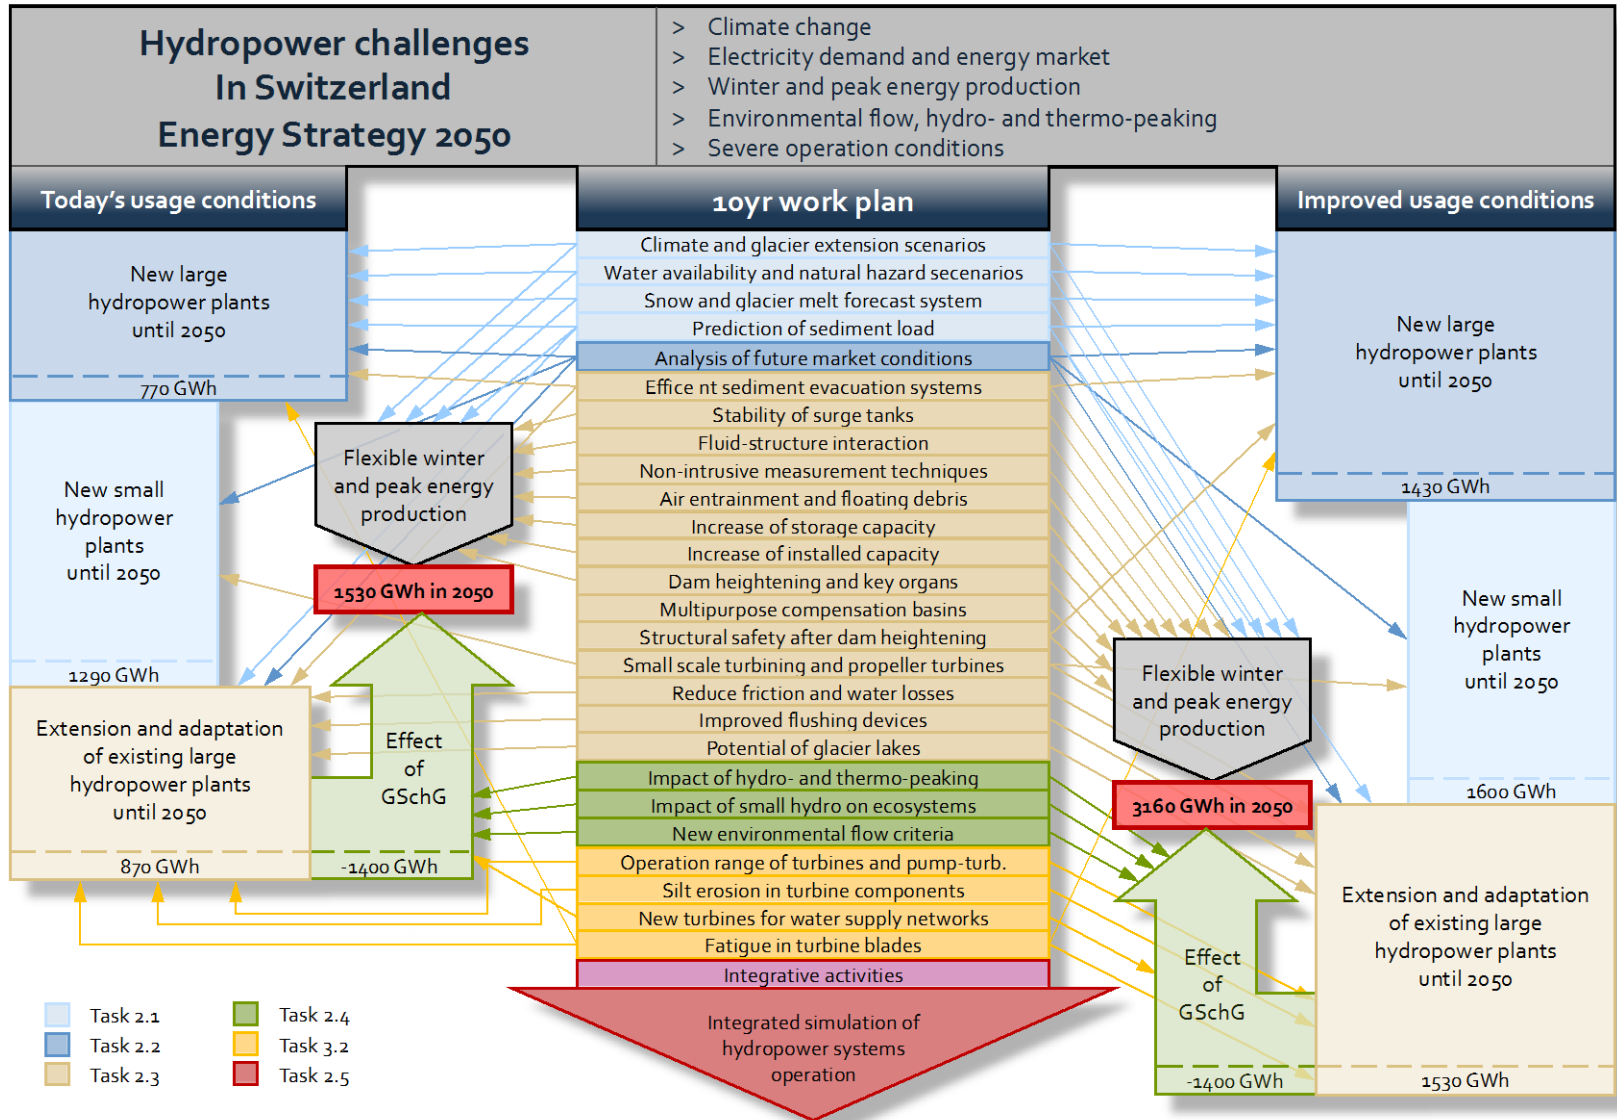 Hydropower challenges
In Switzerland
Energy Strategy 2050
> Climate change
> Electricity demand and energy market
> Winter and peak energy production
> Environmental flow, hydro- and thermo-peaking
> Severe operation conditions
Today's usage conditions
New large
hydropower plants
until 2050
770 GWh
New small
hydropower
plants
until 2050
1290 GWh
Extension and adaptation
of existing large
hydropower plants
until 2050
870 GWh
Flexible winter
and peak energy
production
1530 GWh in 2050
Effect
of
GSchG
-1400 GWh
10yr work plan
Climate and glacier extension scenarios
Water availability and natural hazard secenarios
Snow and glacier melt forecast system
Prediction of sediment load
Analysis of future market conditions
Effice nt sediment evacuation systems
Stability of surge tanks
Fluid-structure interaction
Non-intrusive measurement techniques
Air entrainment and floating debris
Increase of storage capacity
Increase of installed capacity
Dam heightening and key organs
Multipurpose compensation basins
Structural safety after dam heightening
Small scale turbining and propeller turbines
Reduce friction and water losses
Improved flushing devices
Potential of glacier lakes
Impact of hydro- and thermo-peaking
Impact of small hydro on ecosystems
New environmental flow criteria
Operation range of turbines and pump-turb.
Silt erosion in turbine components
New turbines for water supply networks
Fatigue in turbine blades
Integrative activities
Integrated simulation of
hydropower systems
operation
Improved usage conditions
New large
hydropower plants
until 2050
1430 GWh
New small
hydropower
plants
until 2050
1600 GWh
Flexible winter
and peak energy
production
3160 GWh in 2050
Effect
of
GSchG
-1400 GWh
Extension and adaptation
of existing large
hydropower plants
until 2050
1530 GWh
Task 2.1
Task 2.2
Task 2.3
Task 2.4
Task 3.2
Task 2.5